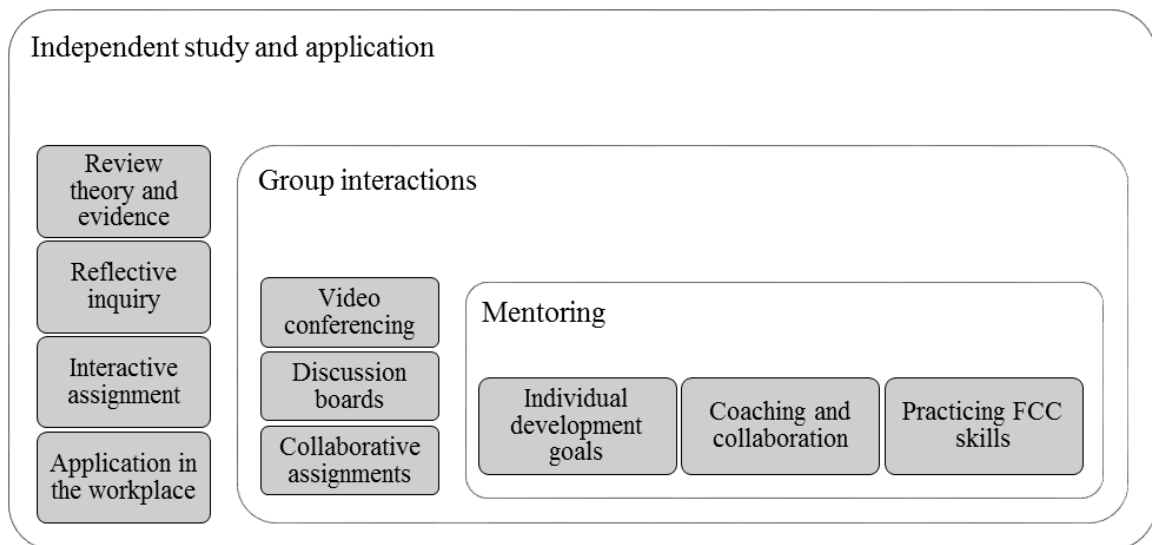 Independent study and application
Review
theory and
evidence
Reflective
inquiry
Interactive
assignment
Application in
the workplace
Group interactions
Video
conferencing
Discussion
boards
Collaborative
assignments
Mentoring
Individual
development
goals
Coaching and
collaboration
Practicing FCC
skills